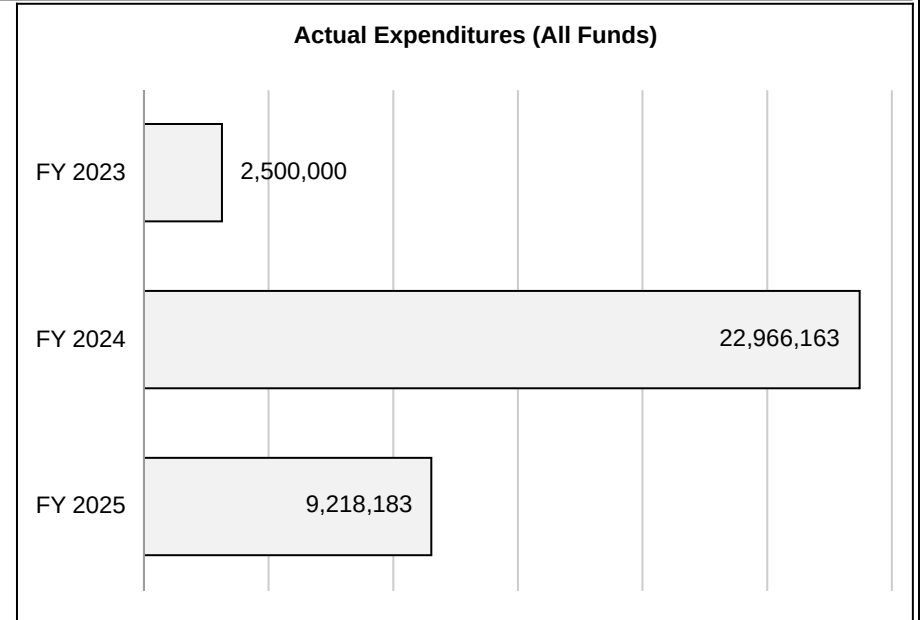 Actual Expenditures (All Funds)
FY 2023 2,500,000
FY 2024 22,966,163
FY 2025 9,218,183